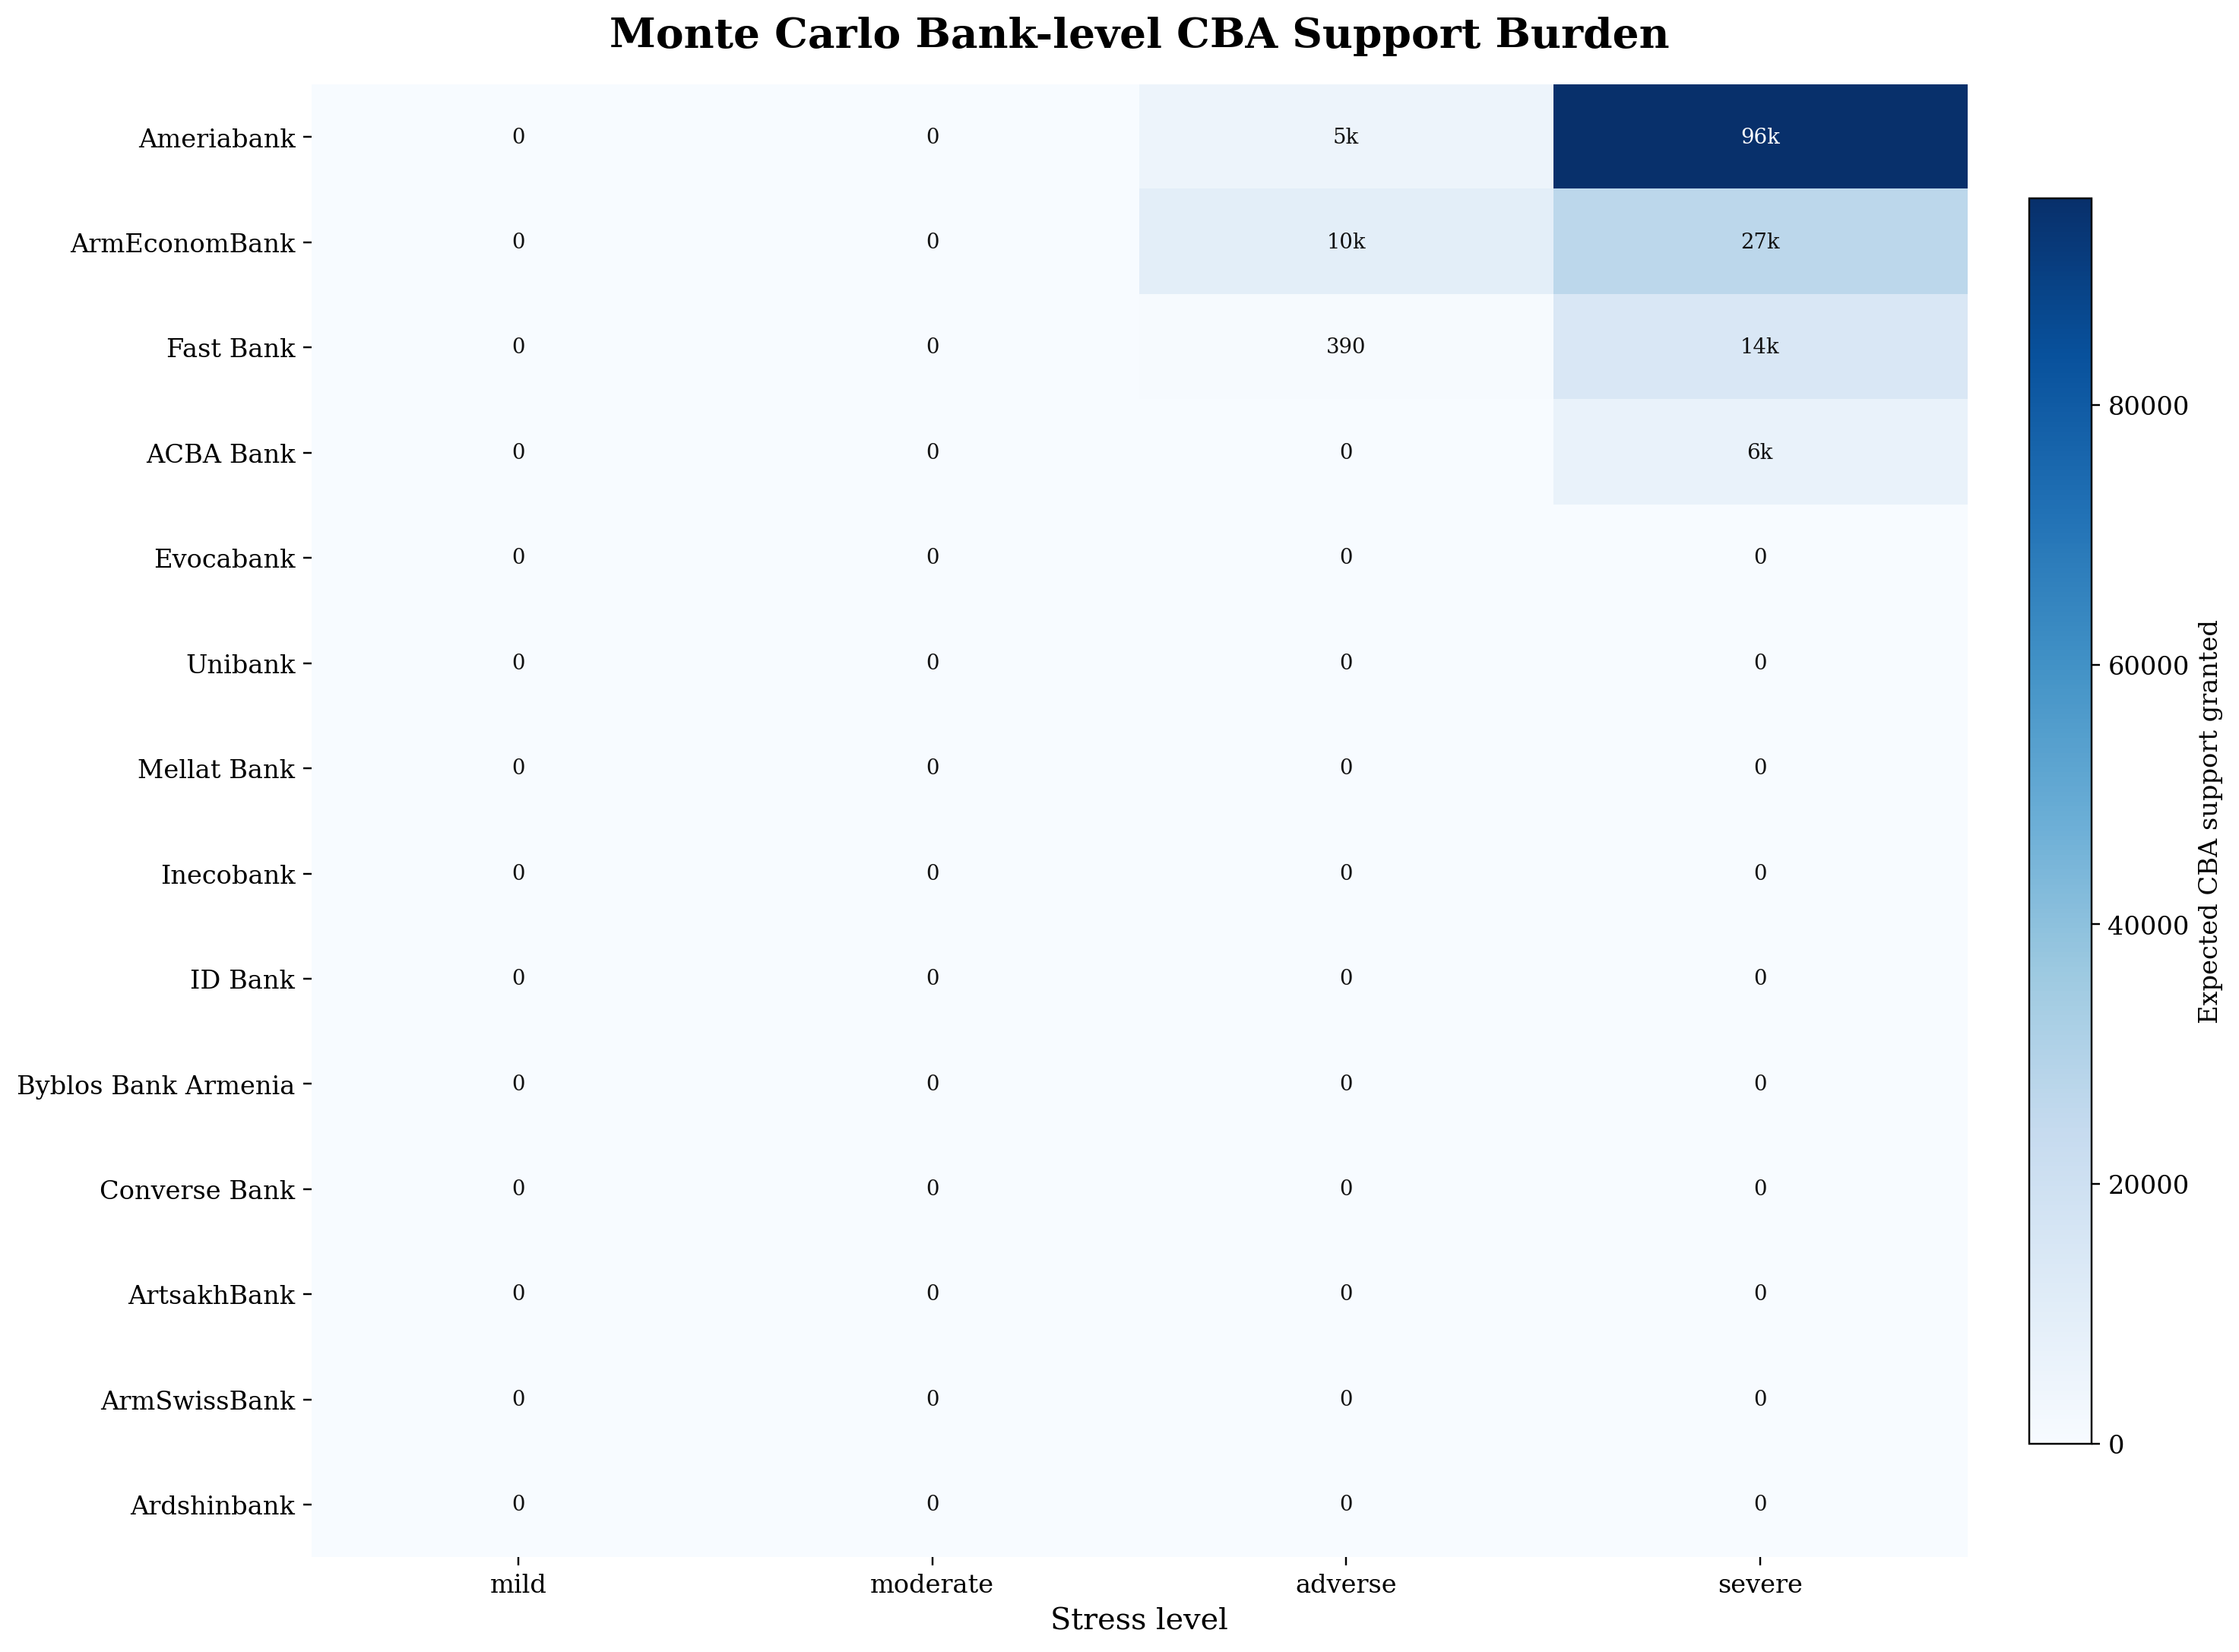 Monte Carlo Bank-level CBA Support Burden
Ameriabank 0 0 5k 96k
ArmEconomBank 0 0 10k 27k
Fast Bank 0 0 390 14k
ACBA Bank 0 0 0 6k
Evocabank 0 0 0 0
Unibank 0 0 0 0
Mellat Bank 0 0 0 0
Inecobank 0 0 0 0
ID Bank 0 0 0 0
Byblos Bank Armenia 0 0 0 0
Converse Bank 0 0 0 0
ArtsakhBank 0 0 0 0
ArmSwissBank 0 0 0 0
Ardshinbank 0 0 0 0
mild moderate adverse severe
Stress level
80000
60000
40000
20000
0
Expected CBA support granted